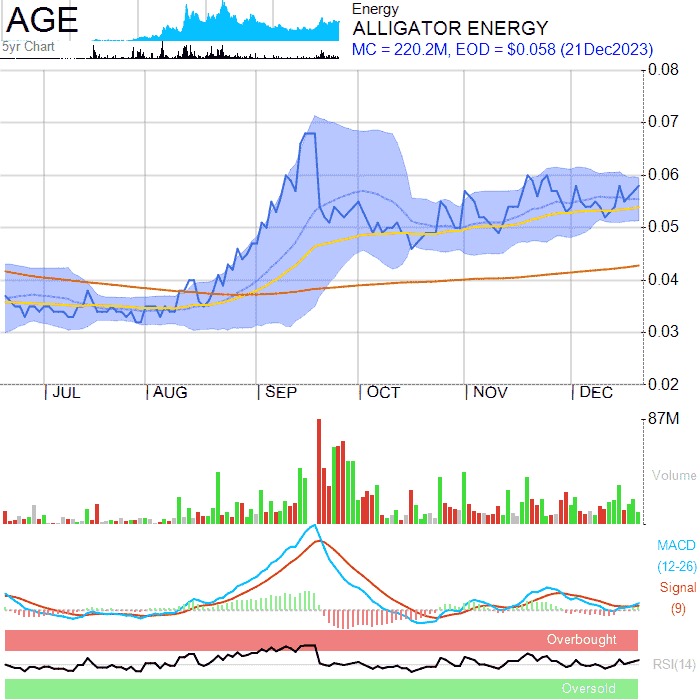 AGE
5yr Chart
Energy
ALLIGATOR ENERGY
MC = 220.2M, EOD = $0.058 (21Dec2023)
0.08
0.07
0.06
0.05
0.04
0.03
0.02
JUL AUG SEP OCT NOV DEC
87M
Volume
MACD
(12-26)
Signal
(9)
Overbought
RSI(14)
Oversold